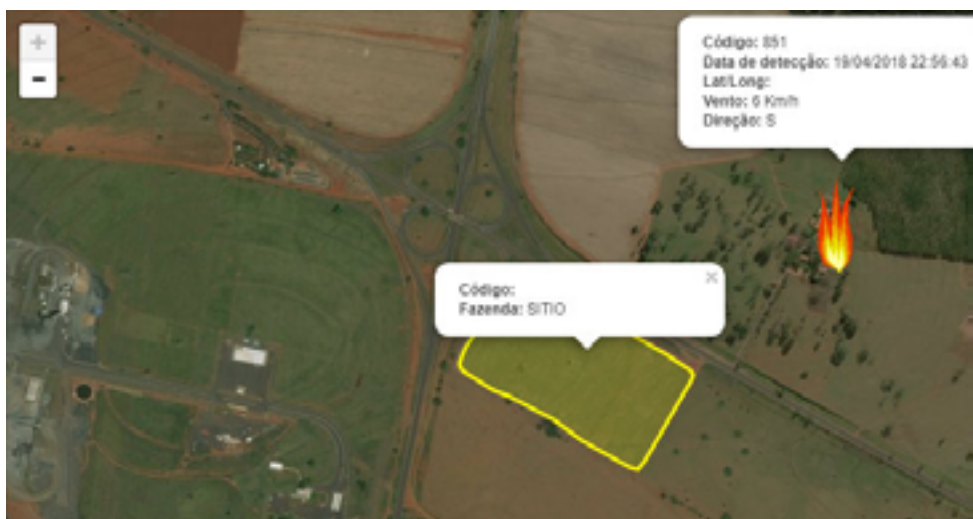 +
-
Código: 851
Data de detecção: 19/04/2018 22:56:43
Lat/Long:
Vento: 6 Km/h
Direção: S
Código:
Fazenda: SITIO
×